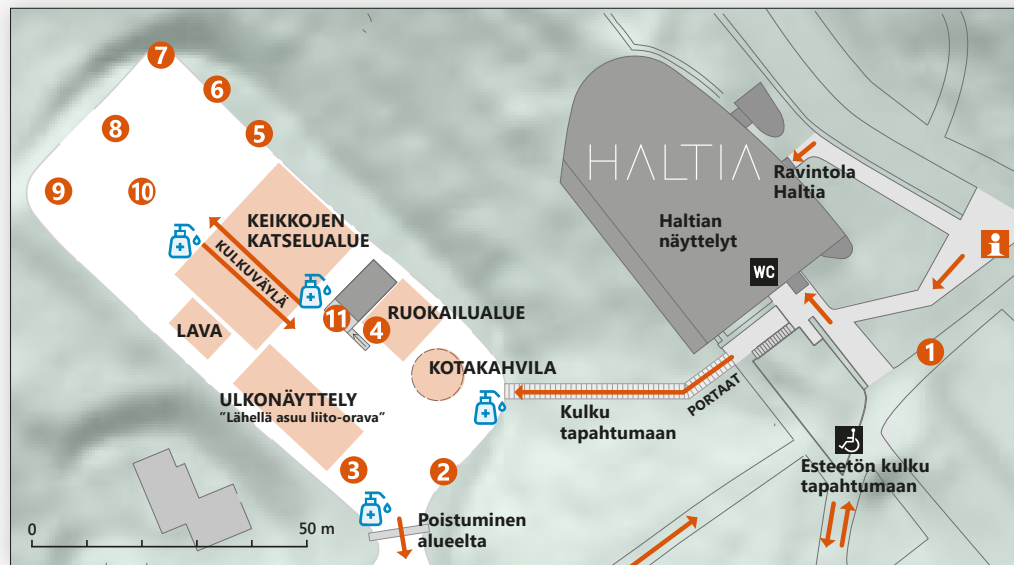 7
6
5
8
9
10
HALTIA
Ravintola
Haltia
Haltian
näyttelyt
WC
i
KEIKKOJEN
KATSELUALUE
KULKUVÄYLÄ
LAVA
11
4
RUOKAILUALUE
KOTAKAHVILA
1
PORTAAT
ULKONÄYTTELY
"Lähellä asuu liito-orava"
Kulku
tapahtumaan
3
2
Esteetön kulku
tapahtumaan
Poistuminen
alueelta
0
50 m